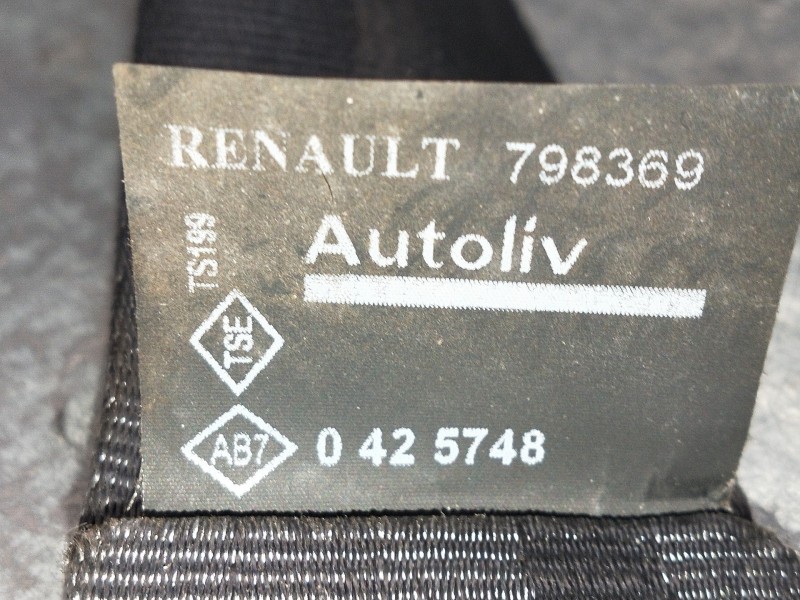 RENAULT 798369
Autoliv
TS199
TSE
AB7 0 42 5748